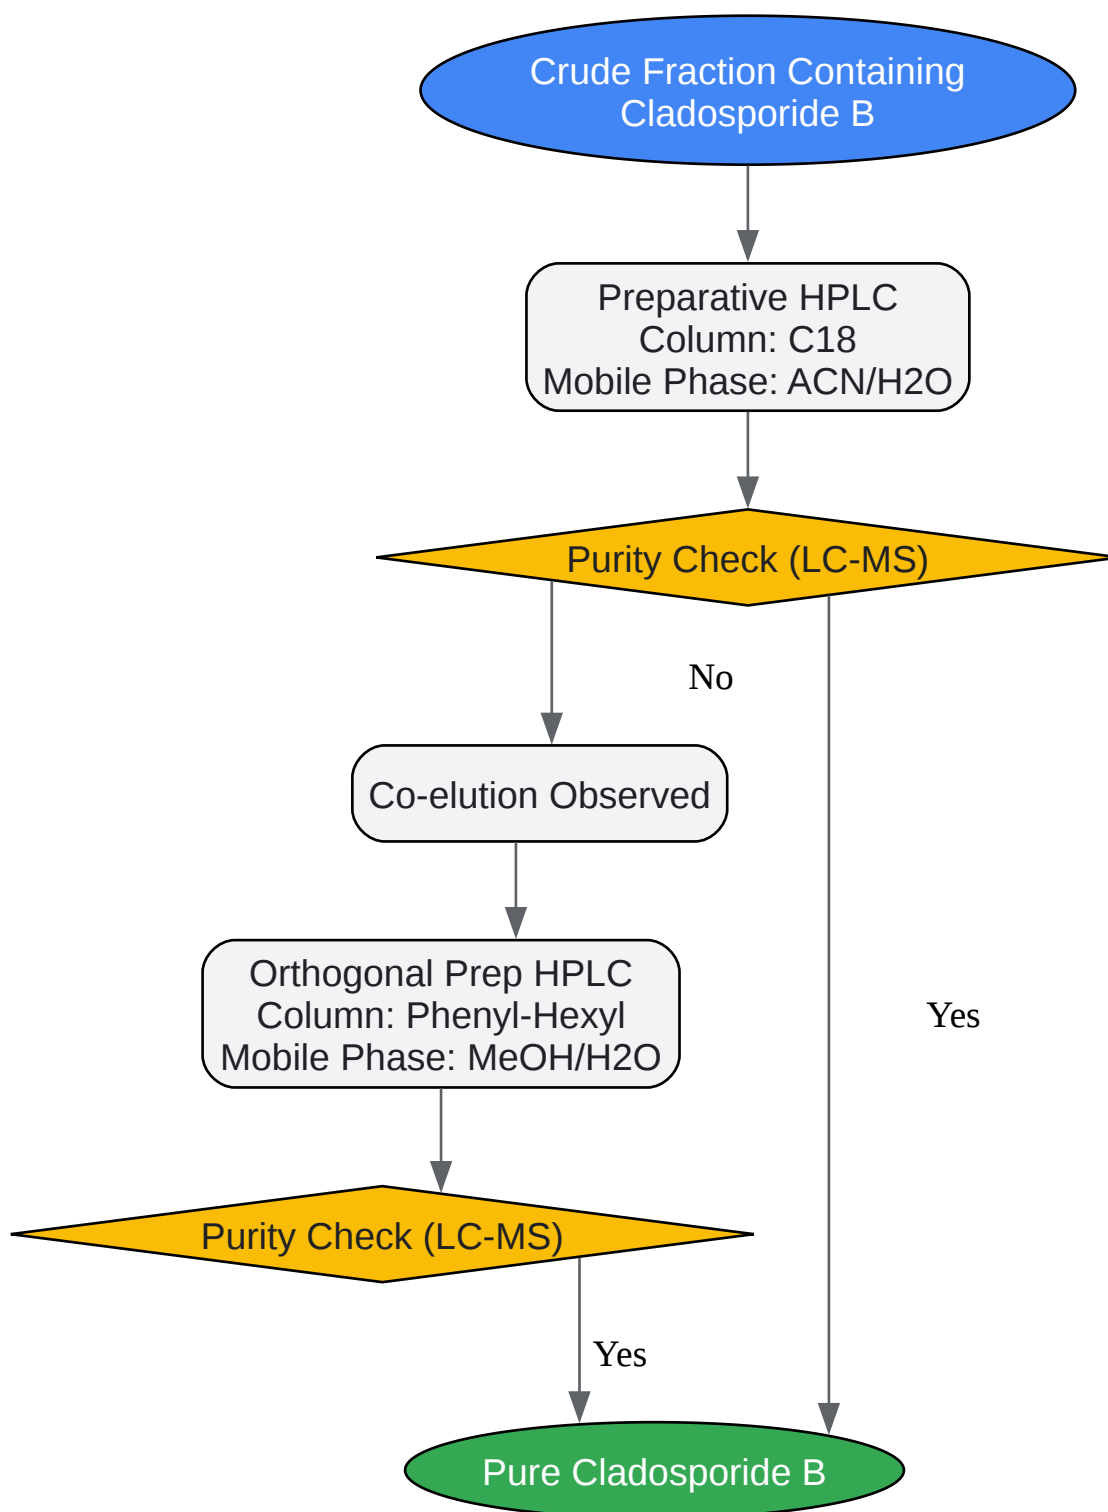 Crude Fraction Containing
Cladosporide B
Preparative HPLC
Column: C18
Mobile Phase: ACN/H2O
Purity Check (LC-MS)
No
Co-elution Observed
Orthogonal Prep HPLC
Column: Phenyl-Hexyl
Mobile Phase: MeOH/H2O
Yes
Purity Check (LC-MS)
Yes
Pure Cladosporide B